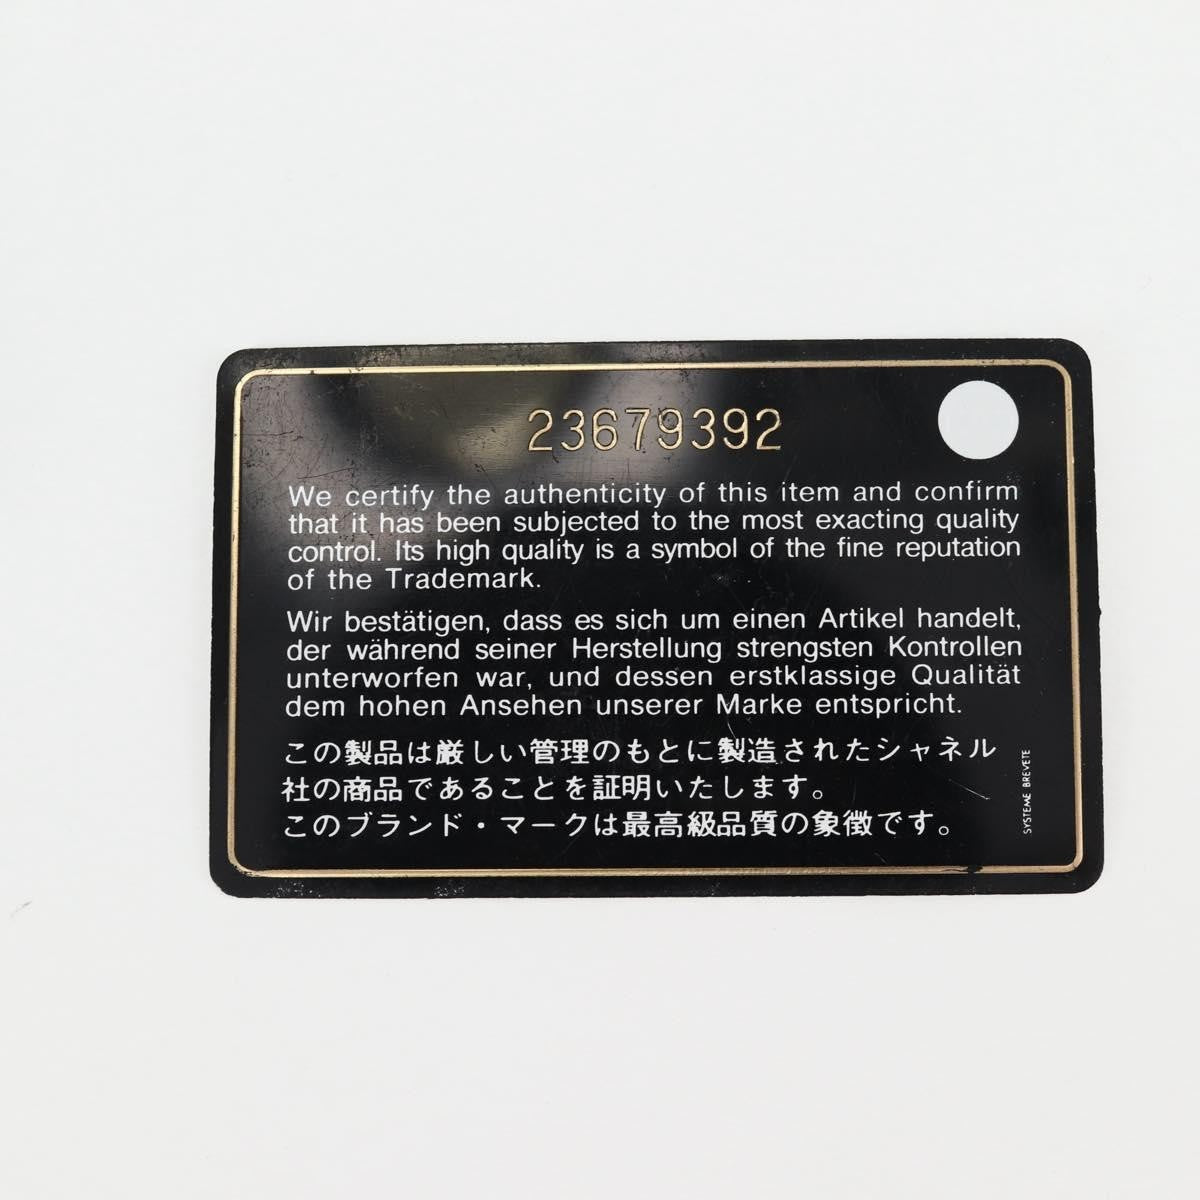 23679392
We certify the authenticity of this item and confirm
that it has been subjected to the most exacting quality
control. Its high quality is a symbol of the fine reputation
of the Trademark.
Wir bestätigen, dass es sich um einen Artikel handelt,
der während seiner Herstellung strengsten Kontrollen
unterworfen war, und dessen erstklassige Qualität
dem hohen Ansehen unserer Marke entspricht.
この製品は厳しい管理のもとに製造されたシャネル
社の商品であることを証明いたします。
このブランド・マークは最高級品質の象徴です。
SYSTEME BREVETE